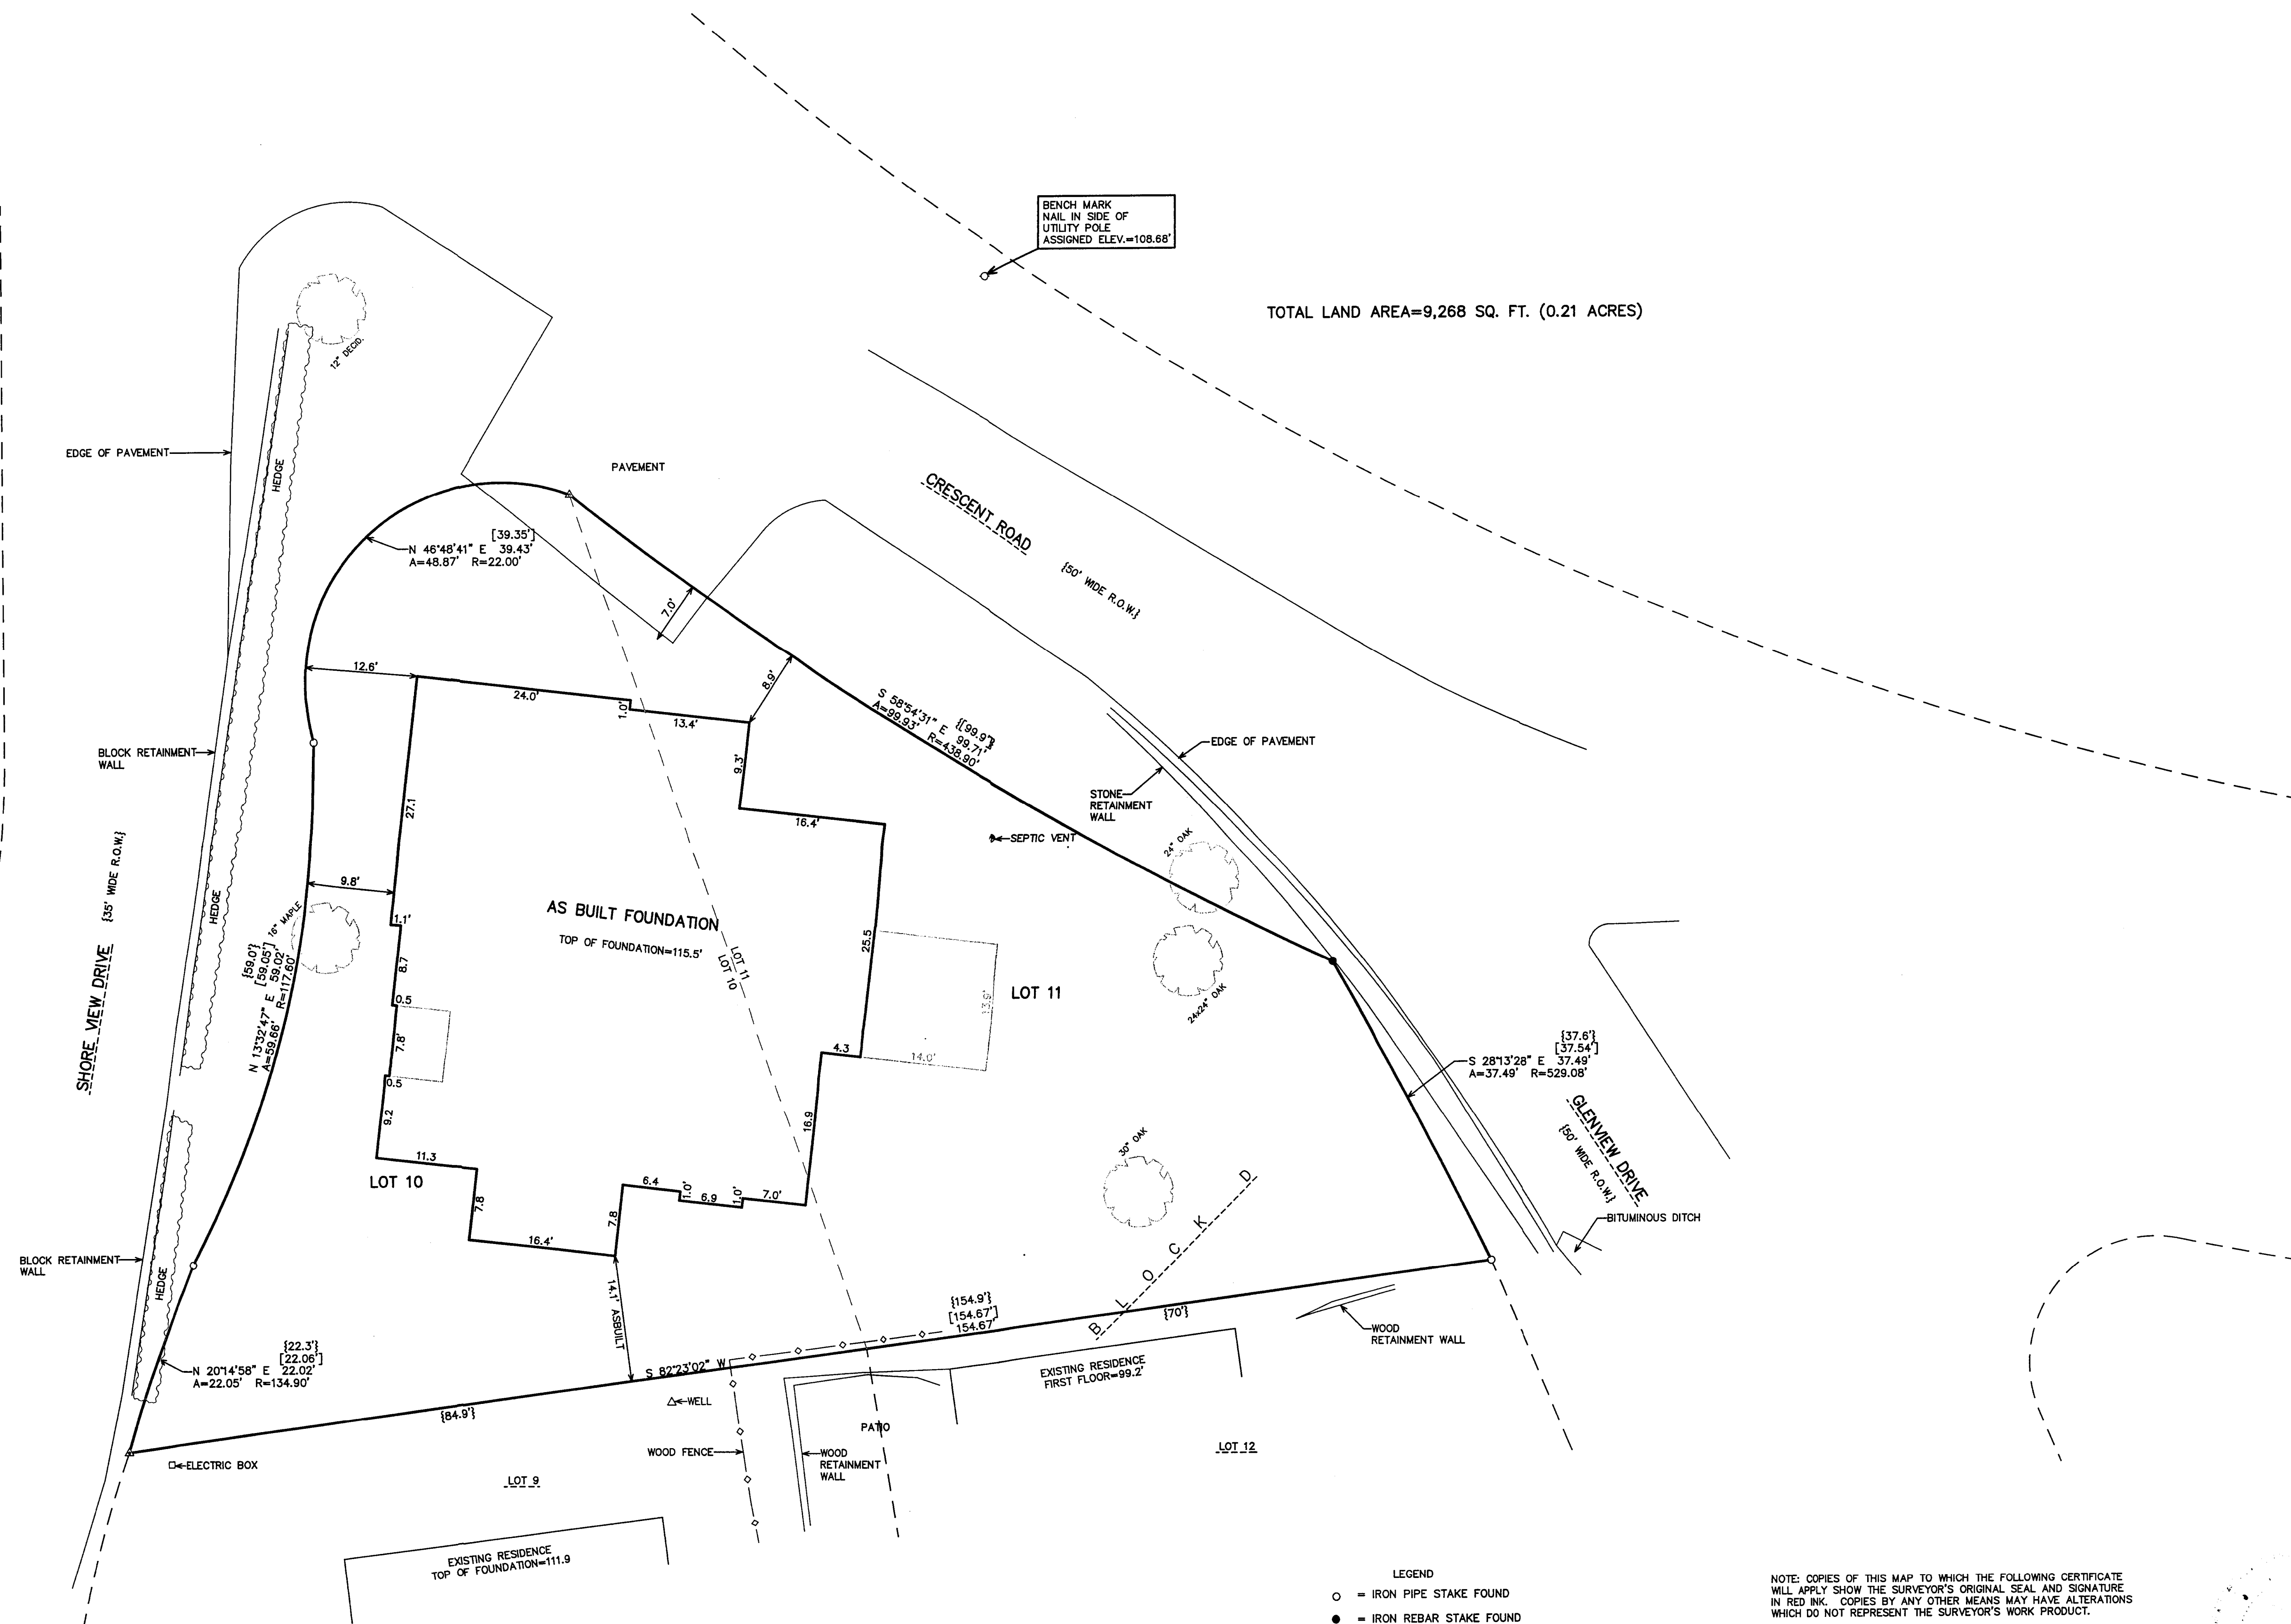 BENCH MARK
NAIL IN SIDE OF
UTILITY POLE
ASSIGNED ELEV.=108.68'
TOTAL LAND AREA=9,268 SQ. FT. (0.21 ACRES)
12" DECID.
EDGE OF PAVEMENT
HEDGE
PAVEMENT
CRESCENT ROAD
{50' WIDE R.O.W.}
[39.35']
N 46°48'41" E 39.43'
A=48.87' R=22.00'
7.0'
12.6'
24.0'
1.0'
13.4'
8.9'
S 58°54'31" E 99.71'
A=99.93' R=438.90'
9.3'
16.4'
BLOCK RETAINMENT
WALL
EDGE OF PAVEMENT
STONE
RETAINMENT
WALL
SEPTIC VENT
24" OAK
27.1
9.8'
HEDGE
16" MAPLE
SHORE VIEW DRIVE {35' WIDE R.O.W.}
{59.0'}
[59.05']
N 13°32'47" E 59.02'
A=59.66' R=117.60'
1.1'
8.7
0.5
7.8'
0.5
9.2
AS BUILT FOUNDATION
TOP OF FOUNDATION=115.5'
LOT 11
LOT 10
25.5
13.9'
14.0'
4.3
LOT 11
24x24" OAK
{37.6'}
[37.54']
S 28°13'28" E 37.49'
A=37.49' R=529.08'
GLENVIEW DRIVE
{50' WIDE R.O.W.}
BITUMINOUS DITCH
16.9
30" OAK
BLOCK D
11.3
LOT 10
7.8
16.4'
7.8
6.4
1.0'
6.9
1.0'
7.0'
14.1' ASBUILT
BLOCK RETAINMENT
WALL
HEDGE
{22.3'}
[22.06']
N 20°14'58" E 22.02'
A=22.05' R=134.90'
{154.9'}
[154.67']
154.67'
S 82°23'02" W
{70'}
{84.9'}
WOOD
RETAINMENT WALL
EXISTING RESIDENCE
FIRST FLOOR=99.2'
WELL
PATIO
WOOD FENCE
WOOD
RETAINMENT
WALL
LOT 12
ELECTRIC BOX
LOT 9
EXISTING RESIDENCE
TOP OF FOUNDATION=111.9
LEGEND
= IRON PIPE STAKE FOUND
= IRON REBAR STAKE FOUND
NOTE: COPIES OF THIS MAP TO WHICH THE FOLLOWING CERTIFICATE
WILL APPLY SHOW THE SURVEYOR'S ORIGINAL SEAL AND SIGNATURE
IN RED INK. COPIES BY ANY OTHER MEANS MAY HAVE ALTERATIONS
WHICH DO NOT REPRESENT THE SURVEYOR'S WORK PRODUCT.